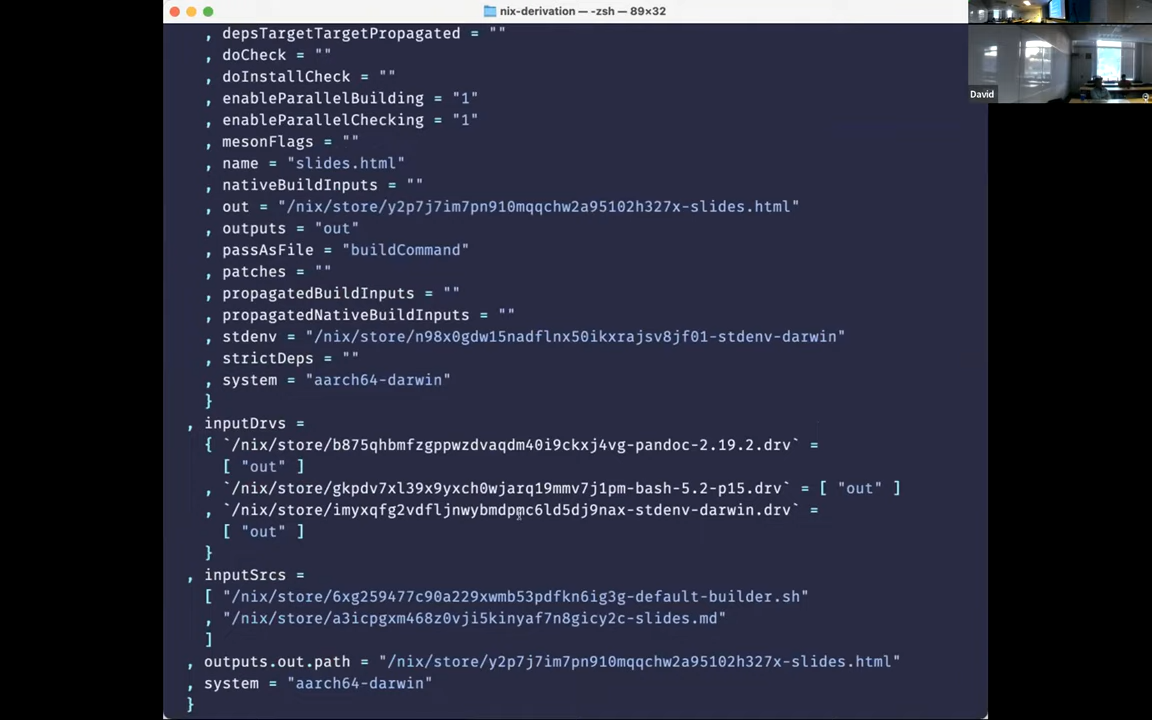 nix-derivation — -zsh — 89×32
, depsTargetTargetPropagated = ""
, doCheck = ""
, doInstallCheck = ""
, enableParallelBuilding = "1"
, enableParallelChecking = "1"
, mesonFlags = ""
, name = "slides.html"
, nativeBuildInputs = ""
, out = "/nix/store/y2p7j7im7pn910mqqchw2a95102h327x-slides.html"
, outputs = "out"
, passAsFile = "buildCommand"
, patches = ""
, propagatedBuildInputs = ""
, propagatedNativeBuildInputs = ""
, stdenv = "/nix/store/n98x0gdw15nadflnx50ikxrajsv8jf01-stdenv-darwin"
, strictDeps = ""
, system = "aarch64-darwin"
}
, inputDrvs =
{ `/nix/store/b875qhbmfzgppwzdvaqdm40i9ckxj4vg-pandoc-2.19.2.drv` =
[ "out" ]
, `/nix/store/gkpdv7xl39x9yxch0wjarq19mmv7j1pm-bash-5.2-p15.drv` = [ "out" ]
, `/nix/store/imyxqfg2vdfljnwybmdpmc6ld5dj9nax-stdenv-darwin.drv` =
[ "out" ]
}
, inputSrcs =
[ "/nix/store/6xg259477c90a229xwmb53pdfkn6ig3g-default-builder.sh"
, "/nix/store/a3icpgxm468z0vji5kinyaf7n8gicy2c-slides.md"
]
, outputs.out.path = "/nix/store/y2p7j7im7pn910mqqchw2a95102h327x-slides.html"
, system = "aarch64-darwin"
}
David